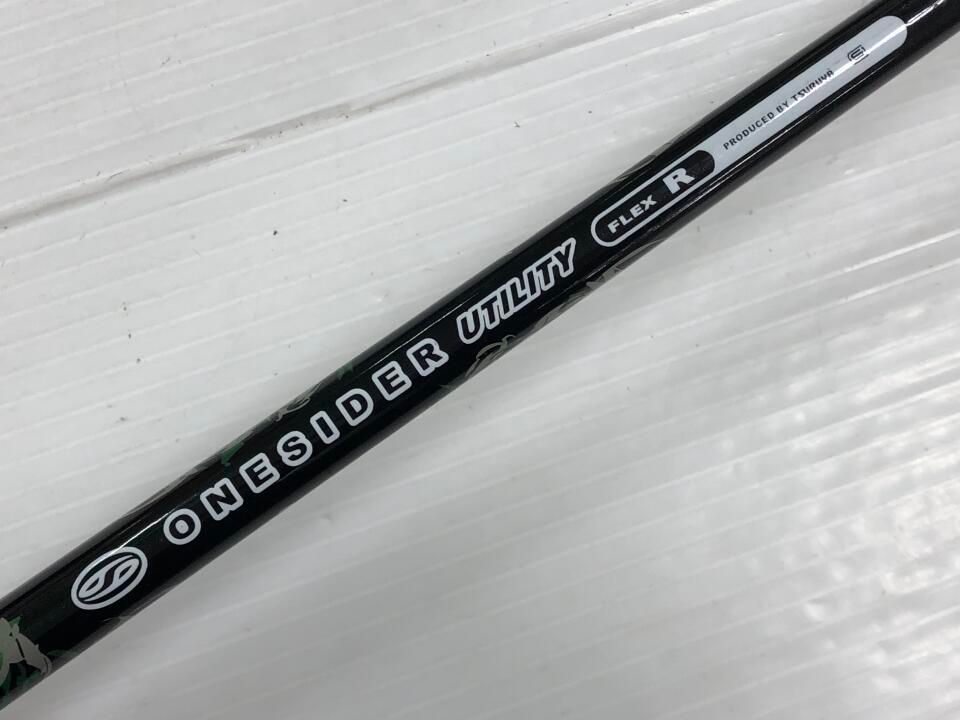 ONESIDER UTILITY FLEX R PRODUCED BY TSURUYA